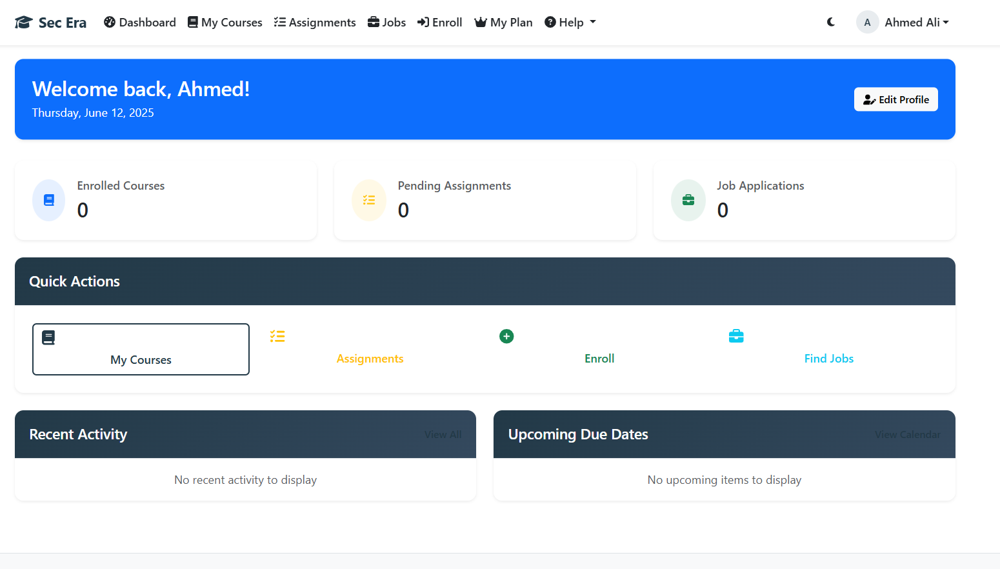 Sec Era Dashboard My Courses Assignments Jobs Enroll My Plan Help A Ahmed Ali
Welcome back, Ahmed!
Thursday, June 12, 2025
Edit Profile
Enrolled Courses
0
Pending Assignments
0
Job Applications
0
Quick Actions
My Courses
Assignments
Enroll
Find Jobs
Recent Activity
View All
No recent activity to display
Upcoming Due Dates
View Calendar
No upcoming items to display